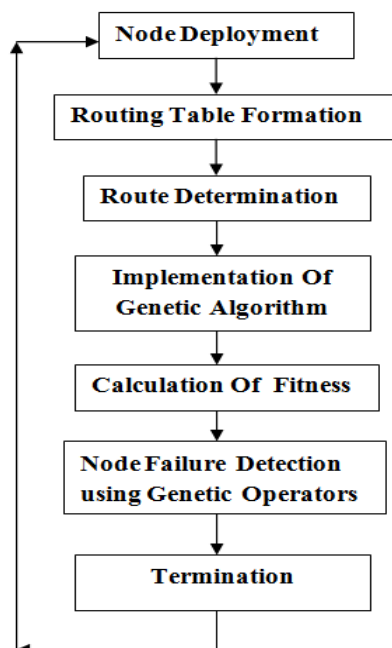 Node Deployment
Routing Table Formation
Route Determination
Implementation Of
Genetic Algorithm
Calculation Of Fitness
Node Failure Detection
using Genetic Operators
Termination